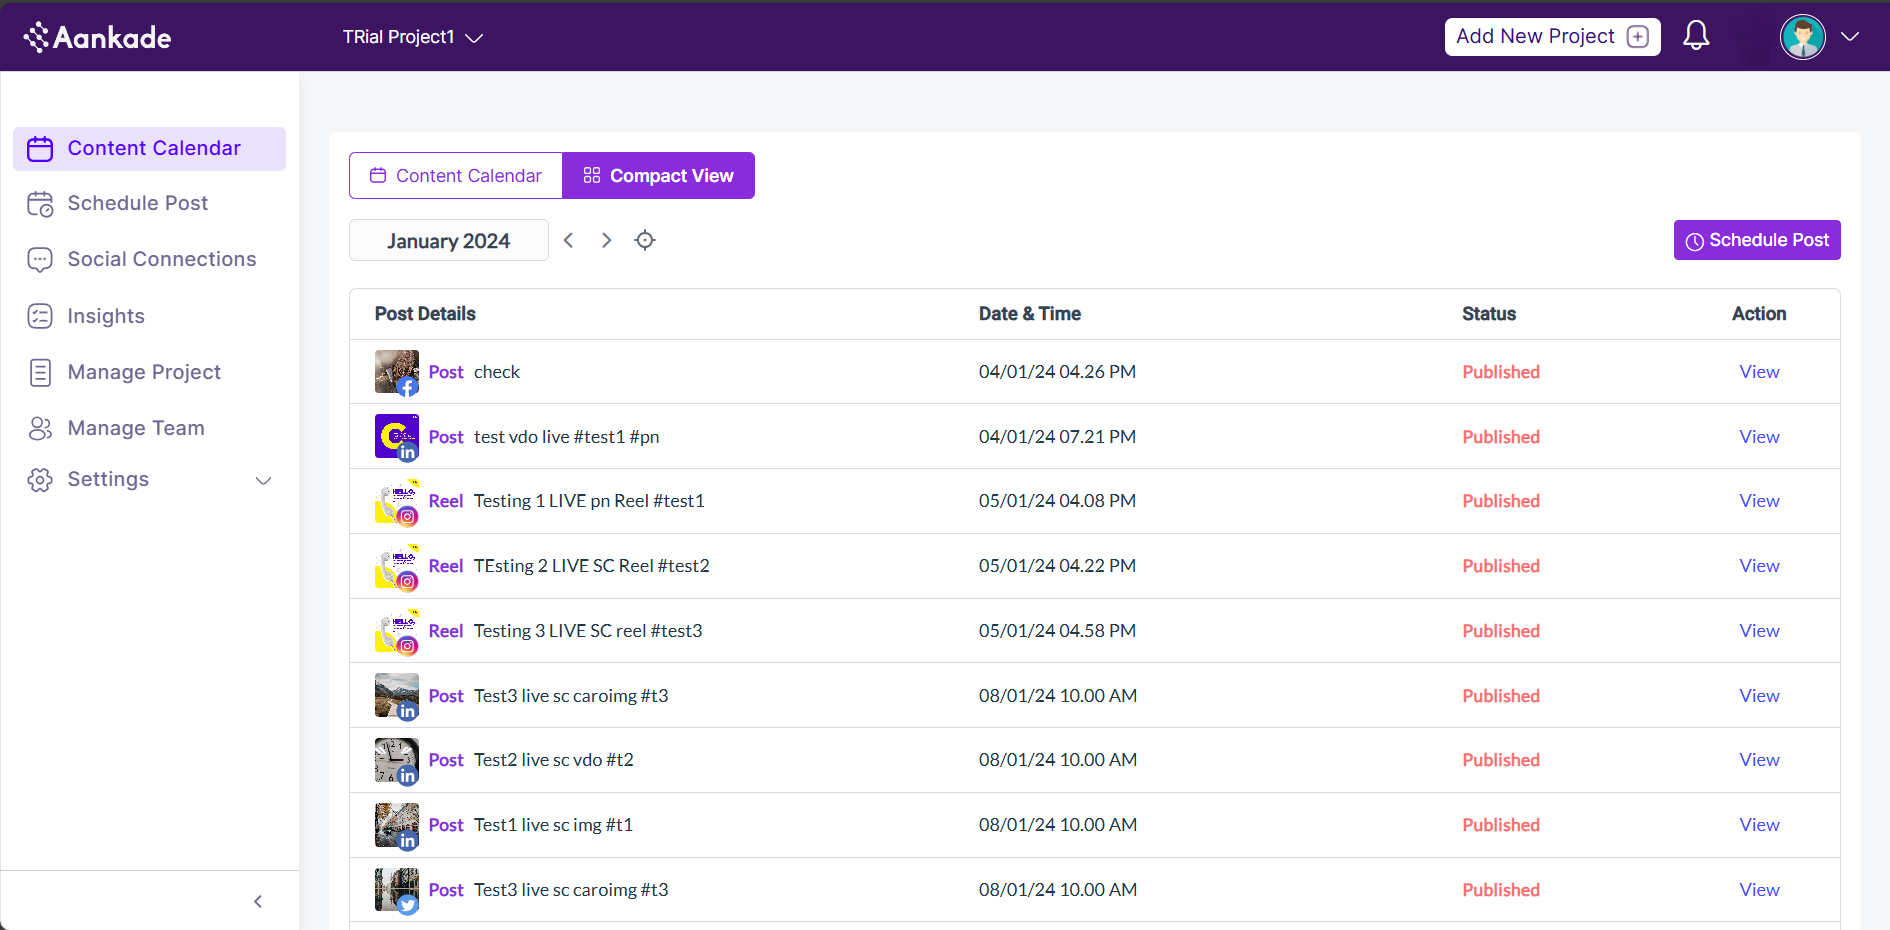 Aankade
TRial Project1
Add New Project
Content Calendar
Schedule Post
Social Connections
Insights
Manage Project
Manage Team
Settings
Content Calendar
Compact View
January 2024
Schedule Post
Post Details Date & Time Status Action
Post check 04/01/24 04.26 PM Published View
Post test vdo live #test1 #pn 04/01/24 07.21 PM Published View
Reel Testing 1 LIVE pn Reel #test1 05/01/24 04.08 PM Published View
Reel TEsting 2 LIVE SC Reel #test2 05/01/24 04.22 PM Published View
Reel Testing 3 LIVE SC reel #test3 05/01/24 04.58 PM Published View
Post Test3 live sc caroimg #t3 08/01/24 10.00 AM Published View
Post Test2 live sc vdo #t2 08/01/24 10.00 AM Published View
Post Test1 live sc img #t1 08/01/24 10.00 AM Published View
Post Test3 live sc caroimg #t3 08/01/24 10.00 AM Published View